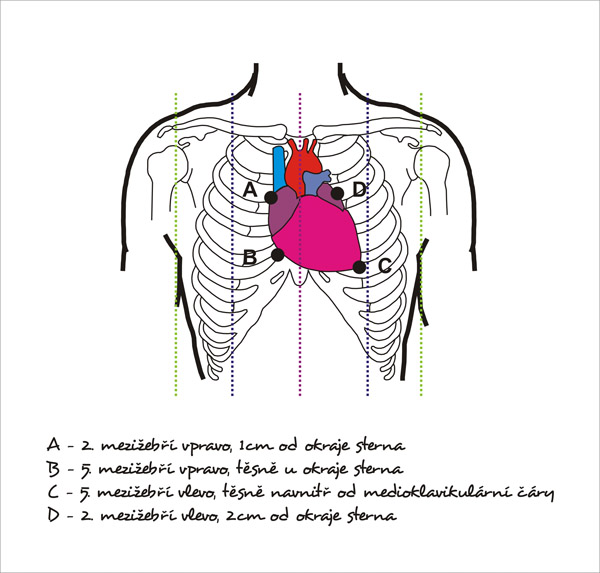 A
D
B
C
A - 2. mezižebří vpravo, 1cm od okraje sterna
B - 5. mezižebří vpravo, těsně u okraje sterna
C - 5. mezižebří vlevo, těsně navnitř od medioklavikulární čáry
D - 2. mezižebří vlevo, 2cm od okraje sterna